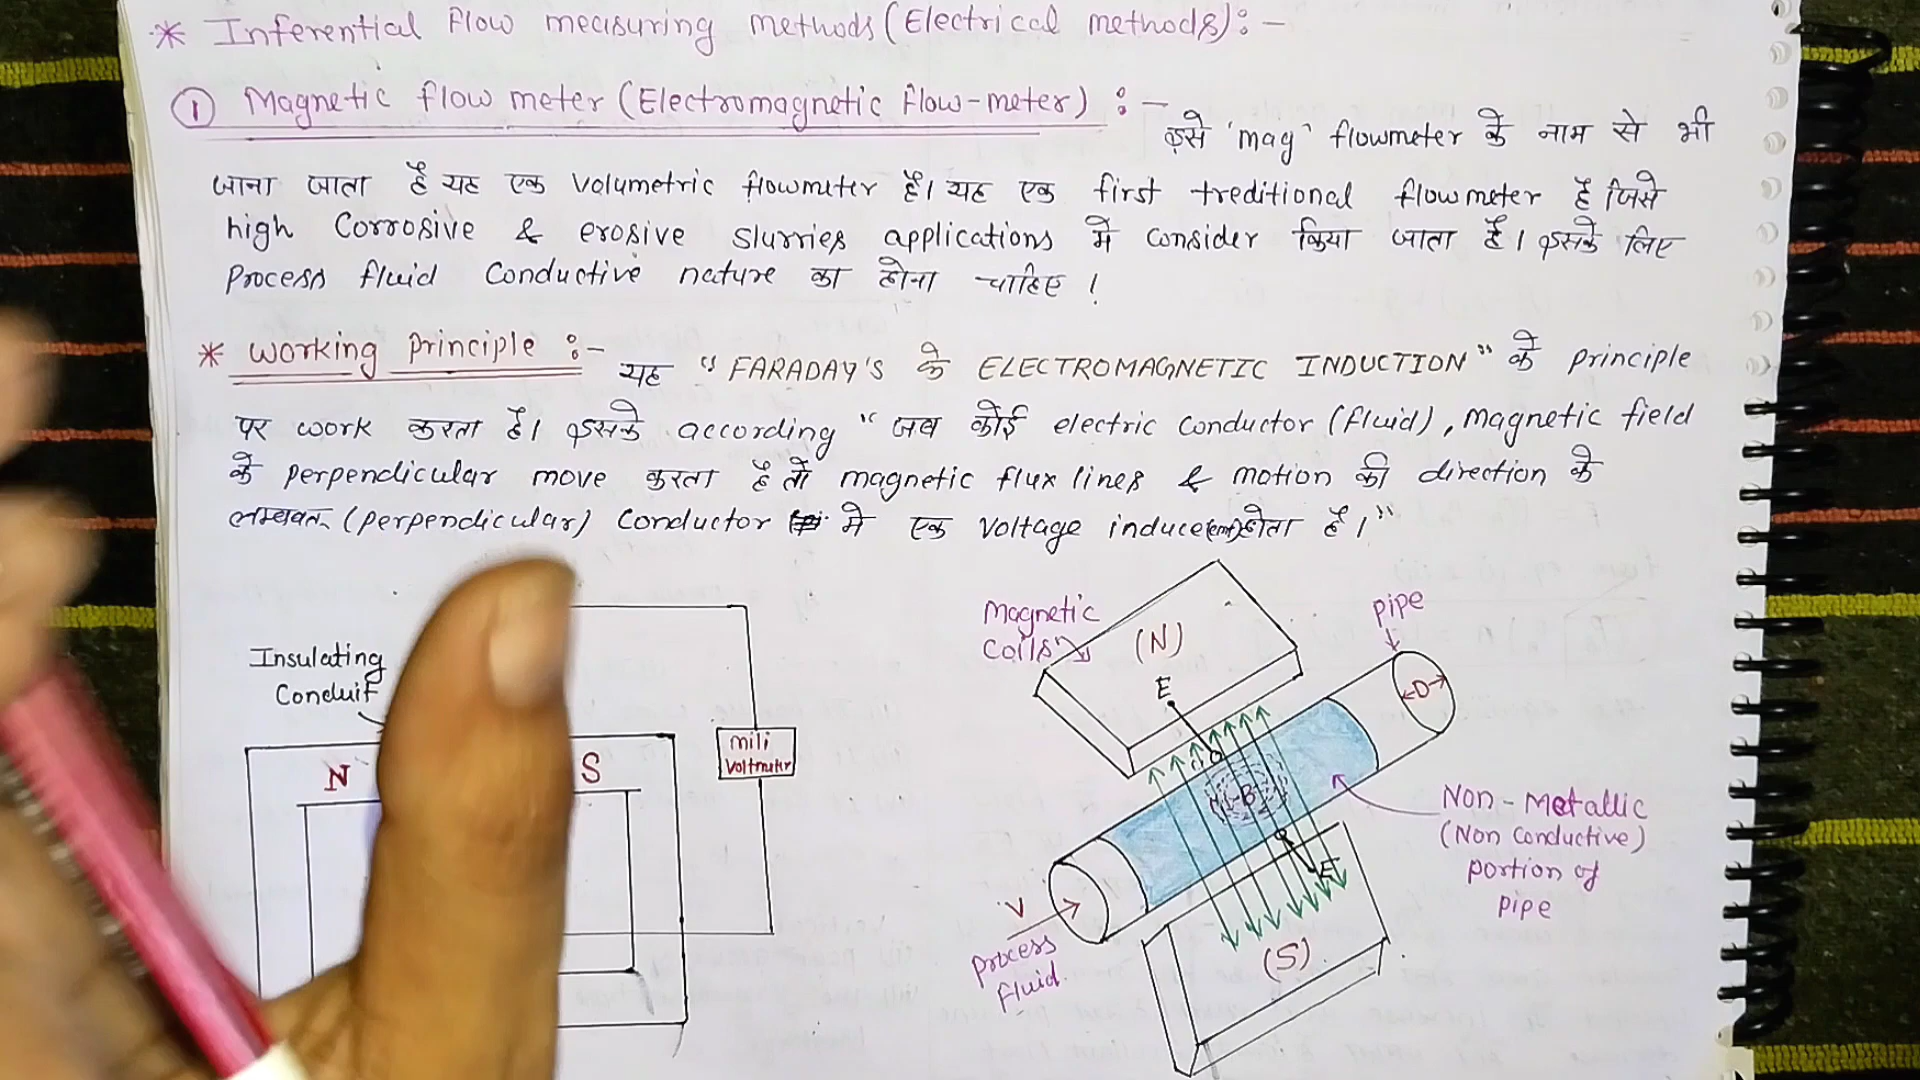 * Inferential Flow measuring methods (Electrical methods) :-
① Magnetic flow meter (Electromagnetic Flow-meter) :-
इसे 'mag' flowmeter के नाम से भी
जाना जाता है यह एक volumetric flowmeter है। यह एक first treditional flowmeter है जिसे
high Corrosive & erosive slurries applications में consider किया जाता है। इसके लिए
Process fluid Conductive nature का होना चाहिए !
* Working Principle :- यह "FARADAY'S के ELECTROMAGNETIC INDUCTION" के principle
पर work करता है। इसके according "जब कोई electric conductor (fluid), magnetic field
के perpendicular move करता है तो magnetic flux lines & motion की direction के
लम्बवत (perpendicular) conductor में एक voltage induce(emf) होता है।"
Insulating
Conduit
N
S
mili
voltmeter
Magnetic
Coils
(N)
Pipe
E
D
B
E
Non-Metallic
(Non Conductive)
portion of
pipe
V
Process
fluid.
(S)